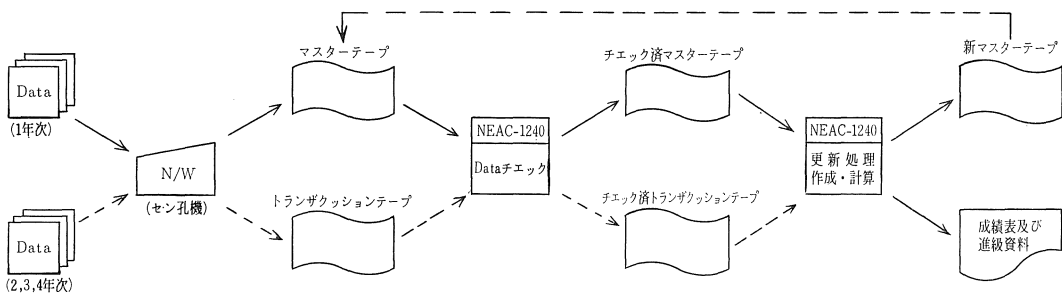 マスターテープ
チエック済マスターテープ
新マスターテープ
Data
(1年次)
NEAC-1240
Dataチェック
NEAC-1240
更新処理
作成・計算
N/W
(セン孔機)
トランザクッションテープ
チエック済トランザクッションテープ
Data
(2,3,4年次)
成績表及び
進級資料